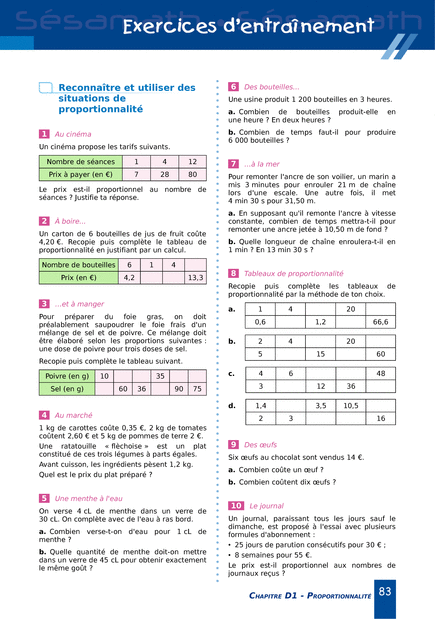 Sésamath
Exercices d'entraînement
Reconnaître et utiliser des
situations de
proportionnalité
1 Au cinéma
Un cinéma propose les tarifs suivants.
Nombre de séances 1 4 12
Prix à payer (en €) 7 28 80
Le prix est-il proportionnel au nombre de
séances ? Justifie ta réponse.
2 À boire...
Un carton de 6 bouteilles de jus de fruit coûte
4,20 €. Recopie puis complète le tableau de
proportionnalité en justifiant par un calcul.
Nombre de bouteilles 6 1 4
Prix (en €) 4,2 13,3
3 ...et à manger
Pour préparer du foie gras, on doit
préalablement saupoudrer le foie frais d'un
mélange de sel et de poivre. Ce mélange doit
être élaboré selon les proportions suivantes :
une dose de poivre pour trois doses de sel.
Recopie puis complète le tableau suivant.
Poivre (en g) 10 35
Sel (en g) 60 36 90 75
4 Au marché
1 kg de carottes coûte 0,35 €, 2 kg de tomates
coûtent 2,60 € et 5 kg de pommes de terre 2 €.
Une ratatouille « fléchoise » est un plat
constitué de ces trois légumes à parts égales.
Avant cuisson, les ingrédients pèsent 1,2 kg.
Quel est le prix du plat préparé ?
5 Une menthe à l'eau
On verse 4 cL de menthe dans un verre de
30 cL. On complète avec de l'eau à ras bord.
a. Combien verse-t-on d'eau pour 1 cL de
menthe ?
b. Quelle quantité de menthe doit-on mettre
dans un verre de 45 cL pour obtenir exactement
le même goût ?
6 Des bouteilles...
Une usine produit 1 200 bouteilles en 3 heures.
a. Combien de bouteilles produit-elle en
une heure ? En deux heures ?
b. Combien de temps faut-il pour produire
6 000 bouteilles ?
7 ...à la mer
Pour remonter l'ancre de son voilier, un marin a
mis 3 minutes pour enrouler 21 m de chaîne
lors d'une escale. Une autre fois, il met
4 min 30 s pour 31,50 m.
a. En supposant qu'il remonte l'ancre à vitesse
constante, combien de temps mettra-t-il pour
remonter une ancre jetée à 10,50 m de fond ?
b. Quelle longueur de chaîne enroulera-t-il en
1 min ? En 13 min 30 s ?
8 Tableaux de proportionnalité
Recopie puis complète les tableaux de
proportionnalité par la méthode de ton choix.
a. 1 4 20
0,6 1,2 66,6
b. 2 4 20
5 15 60
c. 4 6 48
3 12 36
d. 1,4 3,5 10,5
2 3 16
9 Des œufs
Six œufs au chocolat sont vendus 14 €.
a. Combien coûte un œuf ?
b. Combien coûtent dix œufs ?
10 Le journal
Un journal, paraissant tous les jours sauf le
dimanche, est proposé à l'essai avec plusieurs
formules d'abonnement :
• 25 jours de parution consécutifs pour 30 € ;
• 8 semaines pour 55 €.
Le prix est-il proportionnel aux nombres de
journaux reçus ?
Chapitre D1 - Proportionnalité 83